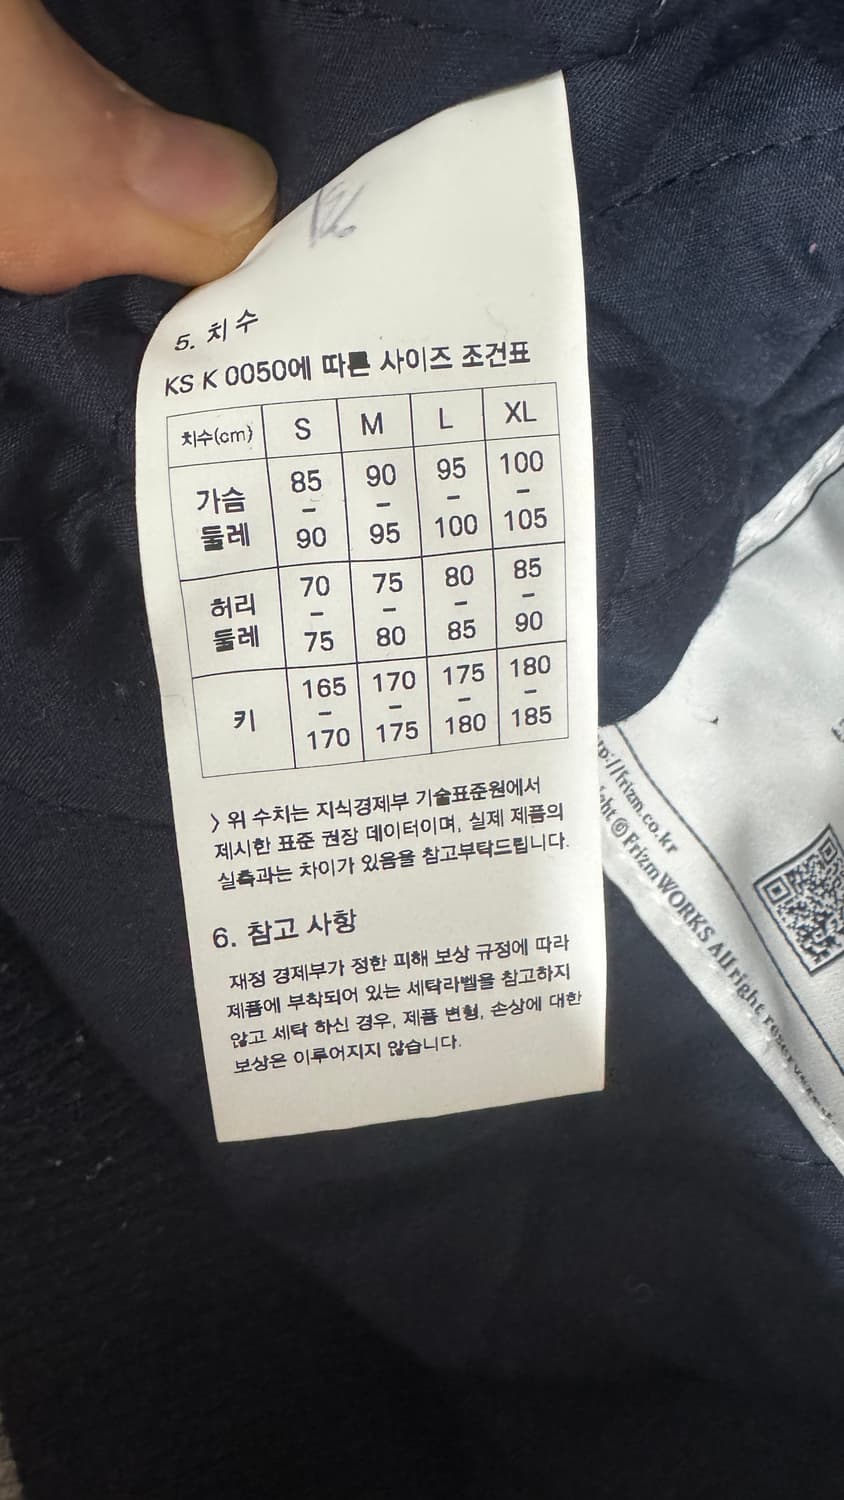 5. 치수
KS K 0050에 따른 사이즈 조건표
치수(cm) S M L XL
가슴둘레 85-90 90-95 95-100 100-105
허리둘레 70-75 75-80 80-85 85-90
키 165-170 170-175 175-180 180-185
> 위 수치는 지식경제부 기술표준원에서
제시한 표준 권장 데이터이며, 실제 제품의
실측과는 차이가 있음을 참고부탁드립니다.
6. 참고 사항
재정 경제부가 정한 피해 보상 규정에 따라
제품에 부착되어 있는 세탁라벨을 참고하지
않고 세탁 하신 경우, 제품 변형, 손상에 대한
보상은 이루어지지 않습니다.
://frizm.co.kr
©FrizmWORKS All right